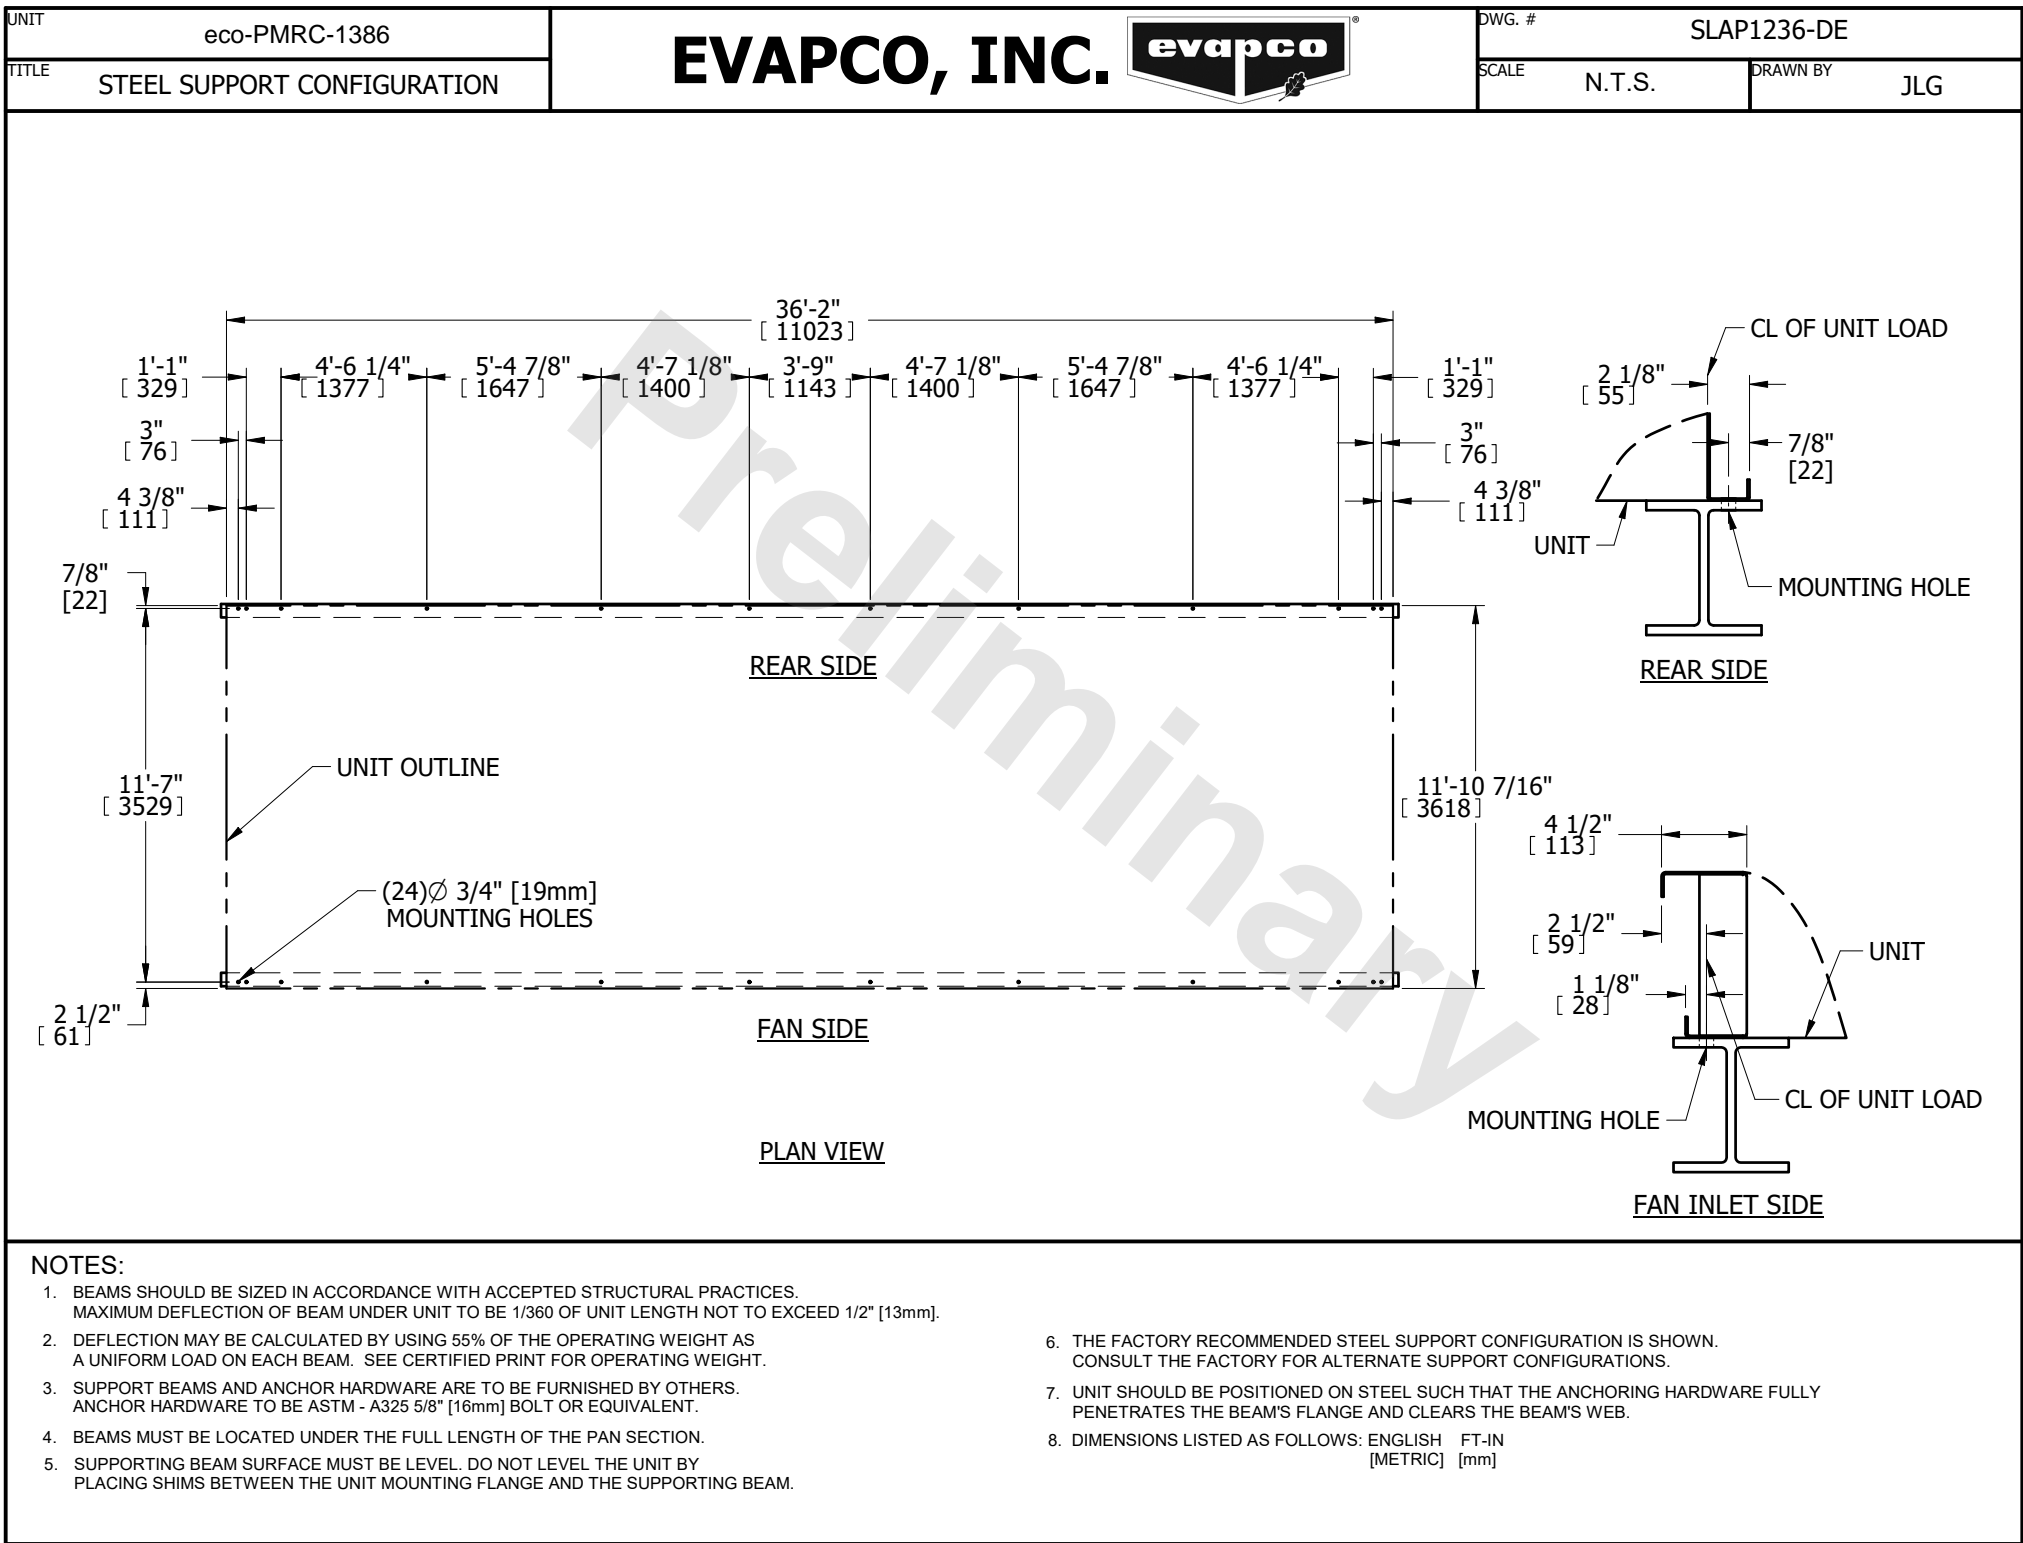 UNIT
eco-PMRC-1386
TITLE
STEEL SUPPORT CONFIGURATION
EVAPCO, INC.
evapco
®
DWG. #
SLAP1236-DE
SCALE
N.T.S.
DRAWN BY
JLG
36'-2"
[ 11023]
1'-1"
[ 329]
4'-6 1/4"
[ 1377 ]
5'-4 7/8"
[ 1647 ]
4'-7 1/8"
[ 1400 ]
3'-9"
[ 1143 ]
4'-7 1/8"
[ 1400 ]
5'-4 7/8"
[ 1647 ]
4'-6 1/4"
[ 1377 ]
1'-1"
[ 329]
3"
[ 76]
3"
[ 76]
4 3/8"
[ 111]
4 3/8"
[ 111]
7/8"
[22]
REAR SIDE
11'-7"
[ 3529]
UNIT OUTLINE
11'-10 7/16"
[ 3618]
(24)Ø 3/4" [19mm]
MOUNTING HOLES
2 1/2"
[ 61]
FAN SIDE
PLAN VIEW
Preliminary
CL OF UNIT LOAD
2 1/8"
[ 55]
7/8"
[22]
UNIT
MOUNTING HOLE
REAR SIDE
4 1/2"
[ 113]
2 1/2"
[ 59]
UNIT
1 1/8"
[ 28]
CL OF UNIT LOAD
MOUNTING HOLE
FAN INLET SIDE
NOTES:
1. BEAMS SHOULD BE SIZED IN ACCORDANCE WITH ACCEPTED STRUCTURAL PRACTICES.
MAXIMUM DEFLECTION OF BEAM UNDER UNIT TO BE 1/360 OF UNIT LENGTH NOT TO EXCEED 1/2" [13mm].
2. DEFLECTION MAY BE CALCULATED BY USING 55% OF THE OPERATING WEIGHT AS
A UNIFORM LOAD ON EACH BEAM. SEE CERTIFIED PRINT FOR OPERATING WEIGHT.
3. SUPPORT BEAMS AND ANCHOR HARDWARE ARE TO BE FURNISHED BY OTHERS.
ANCHOR HARDWARE TO BE ASTM - A325 5/8" [16mm] BOLT OR EQUIVALENT.
4. BEAMS MUST BE LOCATED UNDER THE FULL LENGTH OF THE PAN SECTION.
5. SUPPORTING BEAM SURFACE MUST BE LEVEL. DO NOT LEVEL THE UNIT BY
PLACING SHIMS BETWEEN THE UNIT MOUNTING FLANGE AND THE SUPPORTING BEAM.
6. THE FACTORY RECOMMENDED STEEL SUPPORT CONFIGURATION IS SHOWN.
CONSULT THE FACTORY FOR ALTERNATE SUPPORT CONFIGURATIONS.
7. UNIT SHOULD BE POSITIONED ON STEEL SUCH THAT THE ANCHORING HARDWARE FULLY
PENETRATES THE BEAM'S FLANGE AND CLEARS THE BEAM'S WEB.
8. DIMENSIONS LISTED AS FOLLOWS: ENGLISH FT-IN
[METRIC] [mm]